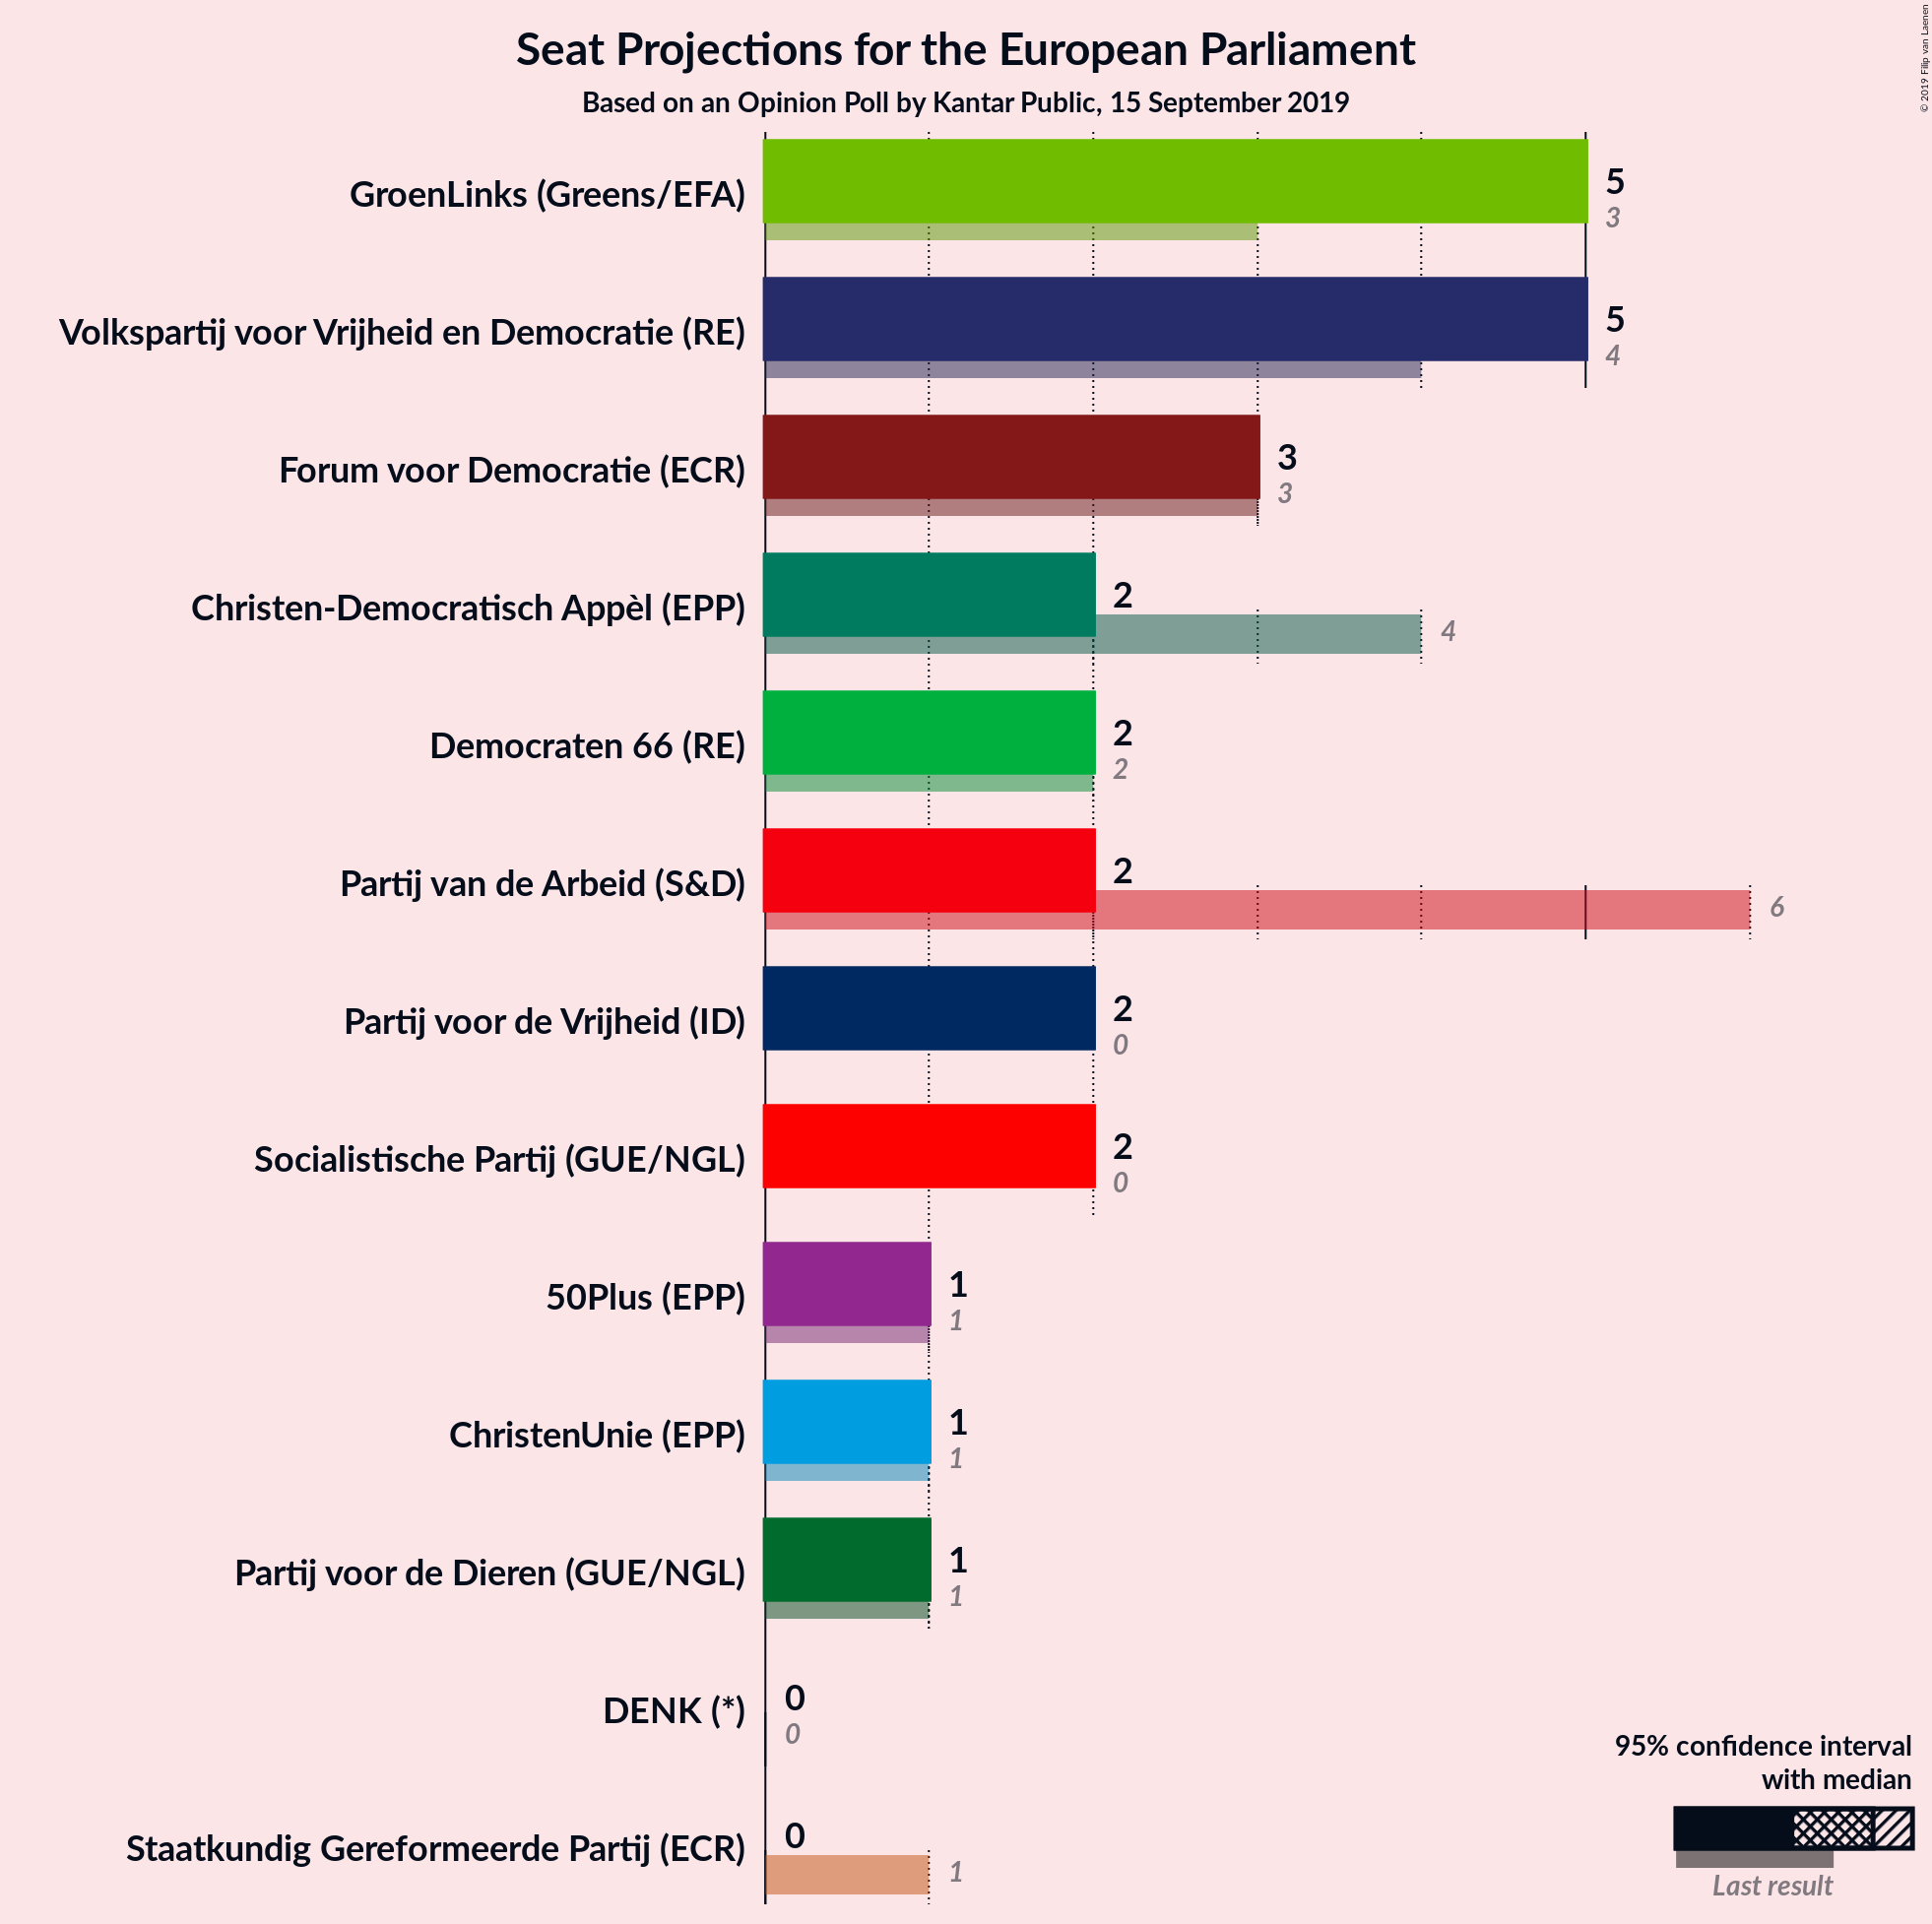 Seat Projections for the European Parliament
Based on an Opinion Poll by Kantar Public, 15 September 2019
© 2019 Filip van Laenen
GroenLinks (Greens/EFA)
5
3
Volkspartij voor Vrijheid en Democratie (RE)
5
4
Forum voor Democratie (ECR)
3
3
Christen-Democratisch Appèl (EPP)
2
4
Democraten 66 (RE)
2
2
Partij van de Arbeid (S&D)
2
6
Partij voor de Vrijheid (ID)
2
0
Socialistische Partij (GUE/NGL)
2
0
50Plus (EPP)
1
1
ChristenUnie (EPP)
1
1
Partij voor de Dieren (GUE/NGL)
1
1
DENK (*)
0
0
Staatkundig Gereformeerde Partij (ECR)
0
1
95% confidence interval
with median
Last result